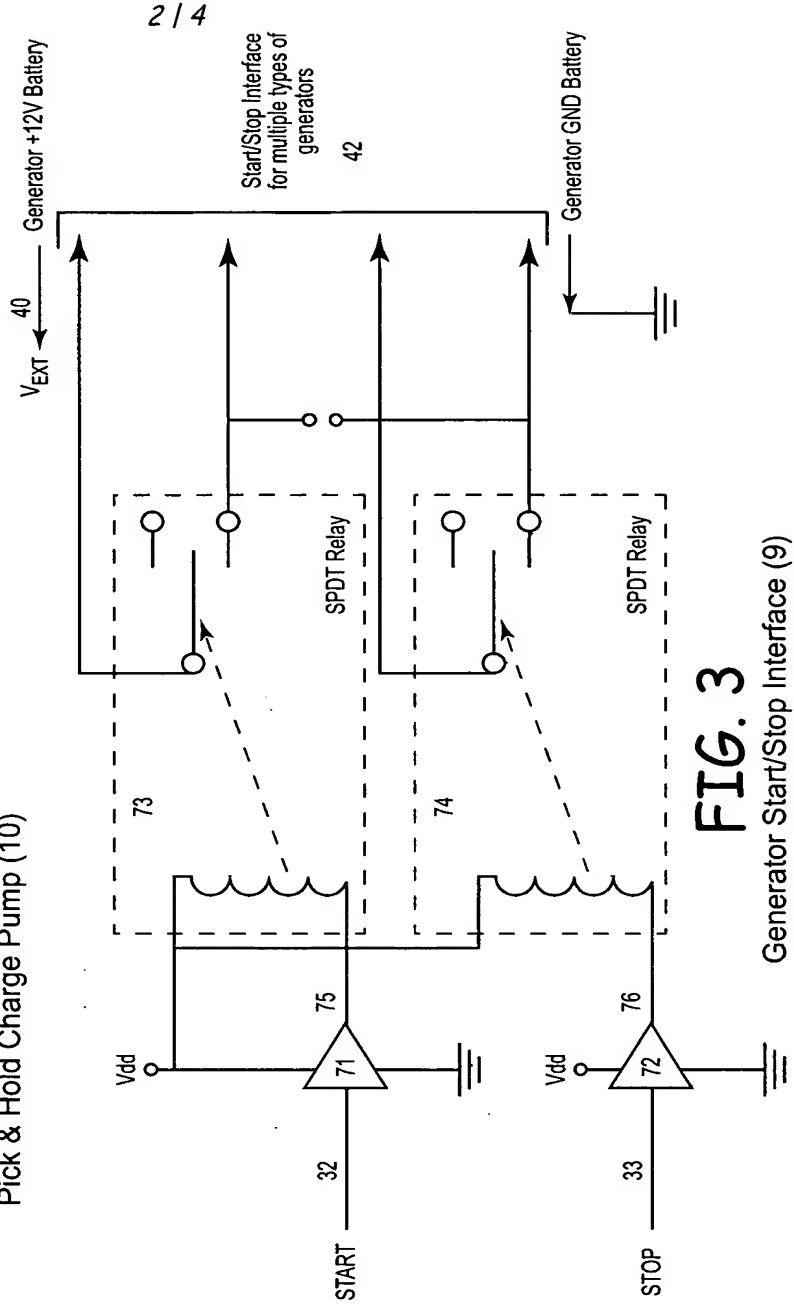 2 / 4
Pick & Hold Charge Pump (10)
V_EXT
40
Generator +12V Battery
Start/Stop Interface
for multiple types of
generators
42
Generator GND Battery
73
SPDT Relay
74
SPDT Relay
Vdd
71
75
32
START
Vdd
72
76
33
STOP
FIG. 3
Generator Start/Stop Interface (9)